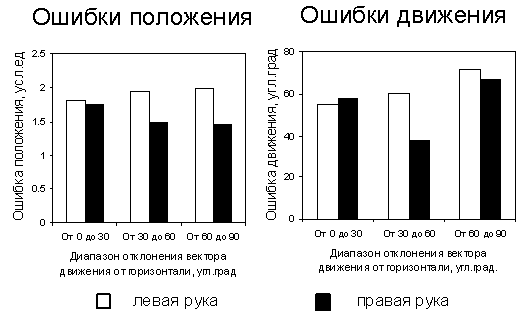 Ошибки положения
Ошибка положения, усл.ед
2.5
2
1.5
1
0.5
0
От 0 до 30 От 30 до 60 От 60 до 90
Диапазон отклонения вектора
движения от горизонтали, угл.град
Ошибки движения
Ошибка движения, угл.град
80
60
40
20
0
От 0 до 30 От 30 до 60 От 60 до 90
Диапазон отклонения вектора
движения от горизонтали, угл.град.
левая рука правая рука